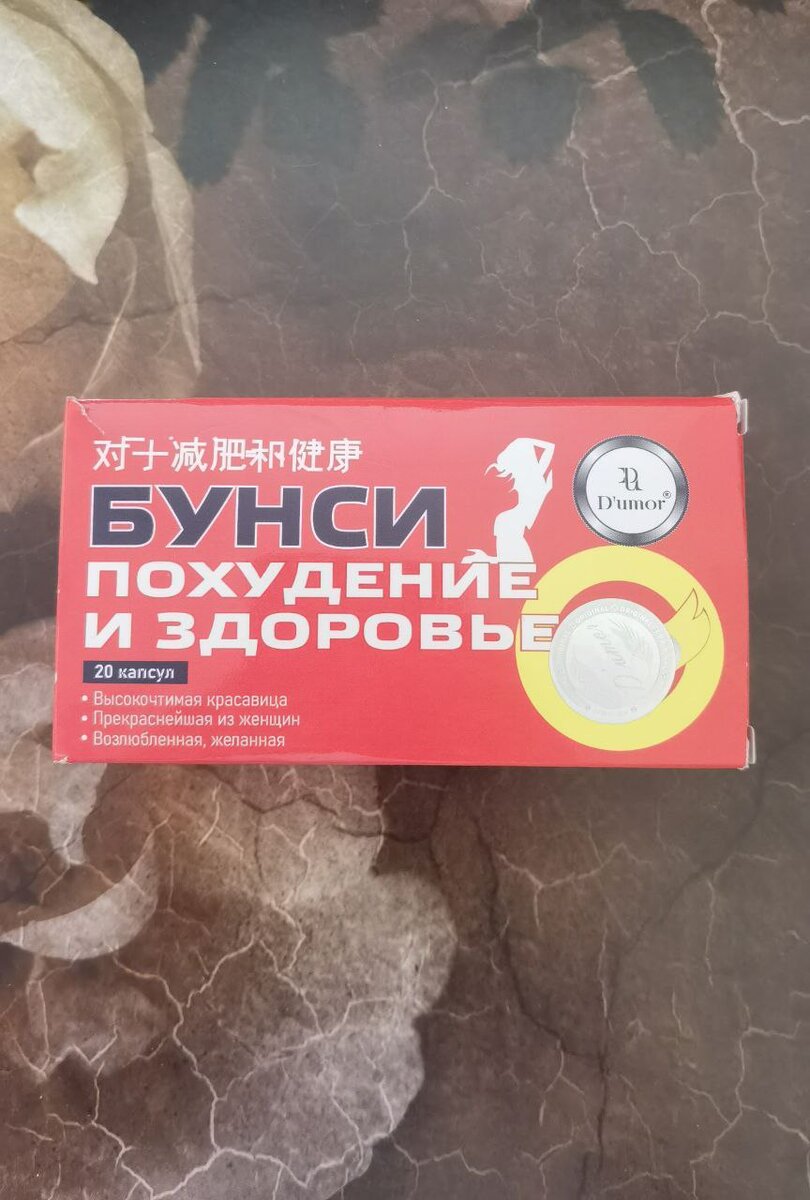 对于减肥和健康
БУНСИ
ПОХУДЕНИЕ
И ЗДОРОВЬЕ
20 капсул
• Высокочтимая красавица
• Прекраснейшая из женщин
• Возлюбленная, желанная
D'umor®
ORIGINAL